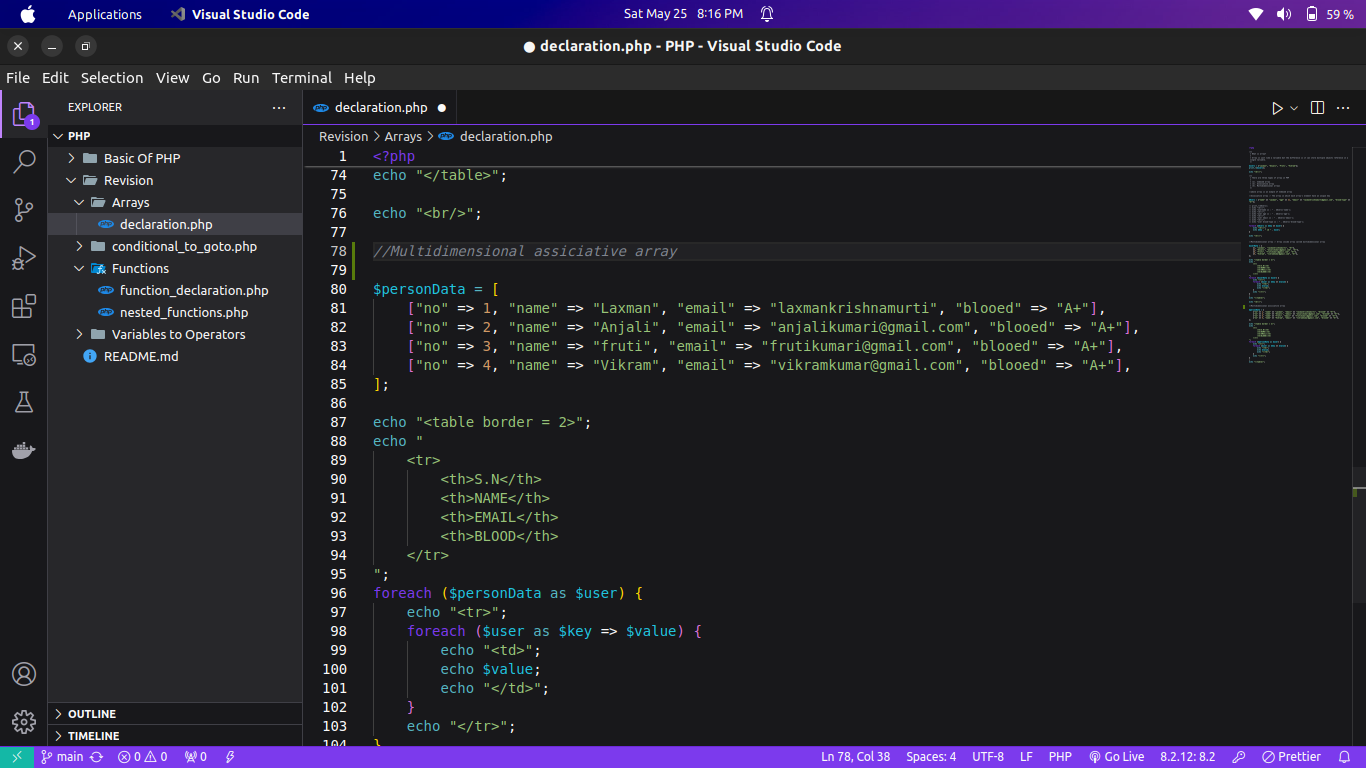 Applications Visual Studio Code Sat May 25 8:16 PM 59 %
● declaration.php - PHP - Visual Studio Code
File Edit Selection View Go Run Terminal Help
EXPLORER
1
PHP
Basic Of PHP
Revision
Arrays
declaration.php
conditional_to_goto.php
Functions
function_declaration.php
nested_functions.php
Variables to Operators
README.md
OUTLINE
TIMELINE
declaration.php
Revision > Arrays > declaration.php
1 <?php
74 echo "</table>";
75
76 echo "<br/>";
77
78 //Multidimensional assiciative array
79
80 $personData = [
81 ["no" => 1, "name" => "Laxman", "email" => "laxmankrishnamurti", "blooed" => "A+"],
82 ["no" => 2, "name" => "Anjali", "email" => "anjalikumari@gmail.com", "blooed" => "A+"],
83 ["no" => 3, "name" => "fruti", "email" => "frutikumari@gmail.com", "blooed" => "A+"],
84 ["no" => 4, "name" => "Vikram", "email" => "vikramkumar@gmail.com", "blooed" => "A+"],
85 ];
86
87 echo "<table border = 2>";
88 echo "
89 <tr>
90 <th>S.N</th>
91 <th>NAME</th>
92 <th>EMAIL</th>
93 <th>BLOOD</th>
94 </tr>
95 ";
96 foreach ($personData as $user) {
97 echo "<tr>";
98 foreach ($user as $key => $value) {
99 echo "<td>";
100 echo $value;
101 echo "</td>";
102 }
103 echo "</tr>";
104 }
main 0 0 0 Ln 78, Col 38 Spaces: 4 UTF-8 LF PHP Go Live 8.2.12: 8.2 Prettier